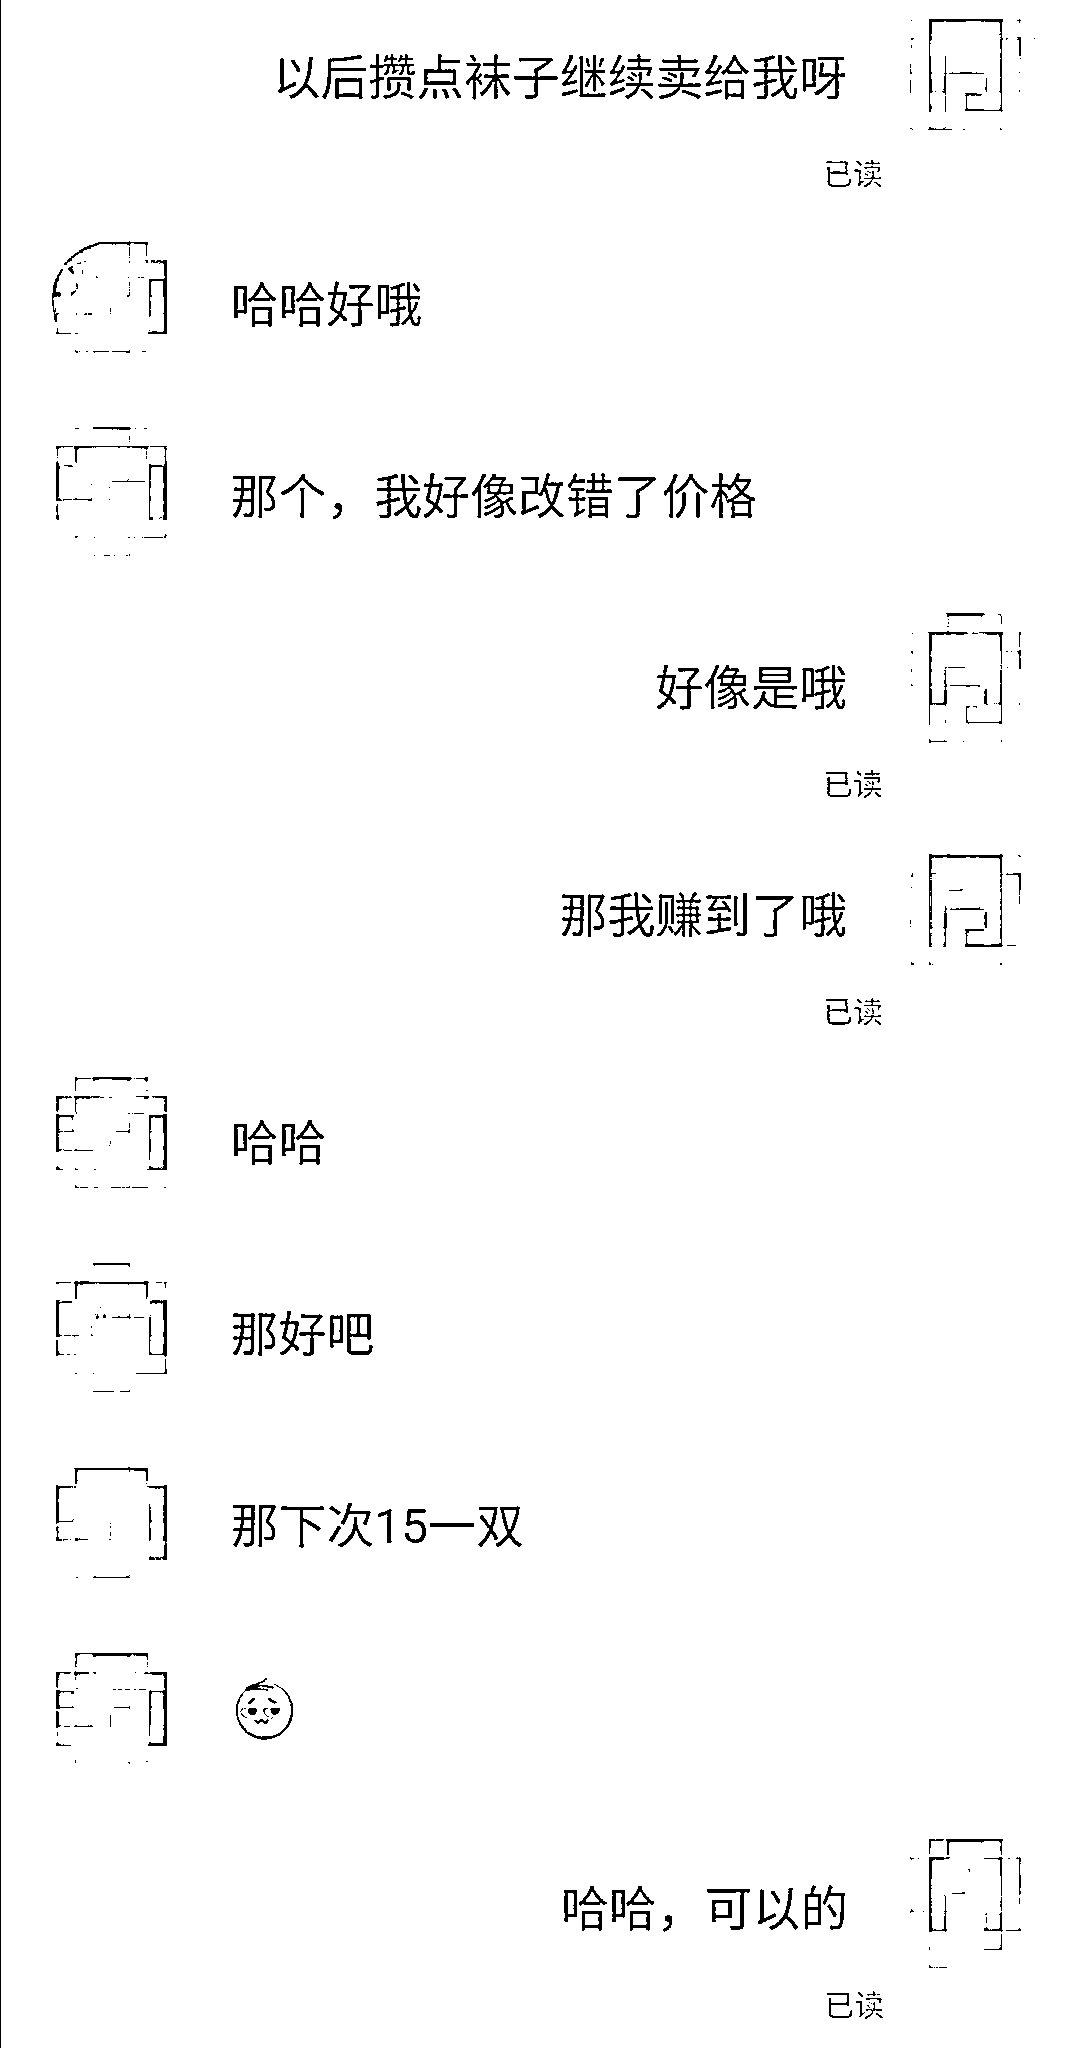 以后攒点袜子继续卖给我呀
已读
哈哈好哦
那个，我好像改错了价格
好像是哦
已读
那我赚到了哦
已读
哈哈
那好吧
那下次15一双
哈哈，可以的
已读